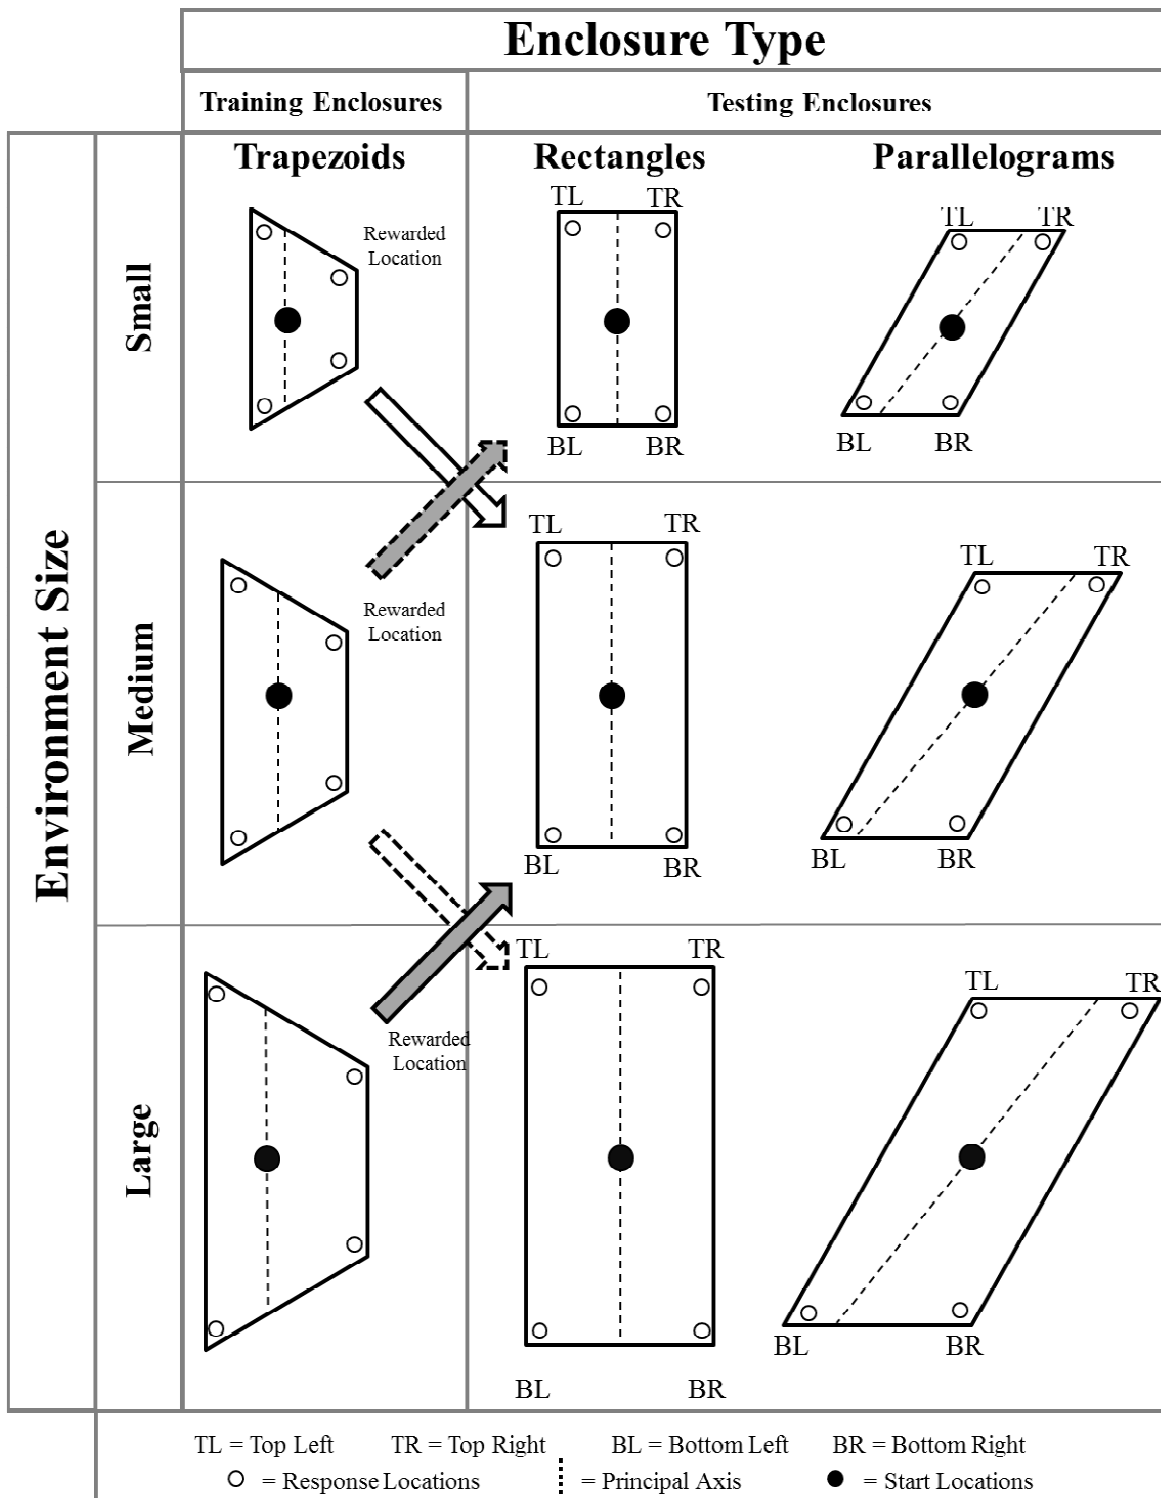 Enclosure Type
Training Enclosures
Testing Enclosures
Environment Size
Trapezoids
Rectangles
Parallelograms
Small
Rewarded
Location
TL TR
BL BR
TL TR
BL BR
Medium
Rewarded
Location
TL TR
BL BR
TL TR
BL BR
Large
Rewarded
Location
TL TR
BL BR
TL TR
BL BR
TL = Top Left TR = Top Right BL = Bottom Left BR = Bottom Right
= Response Locations = Principal Axis = Start Locations